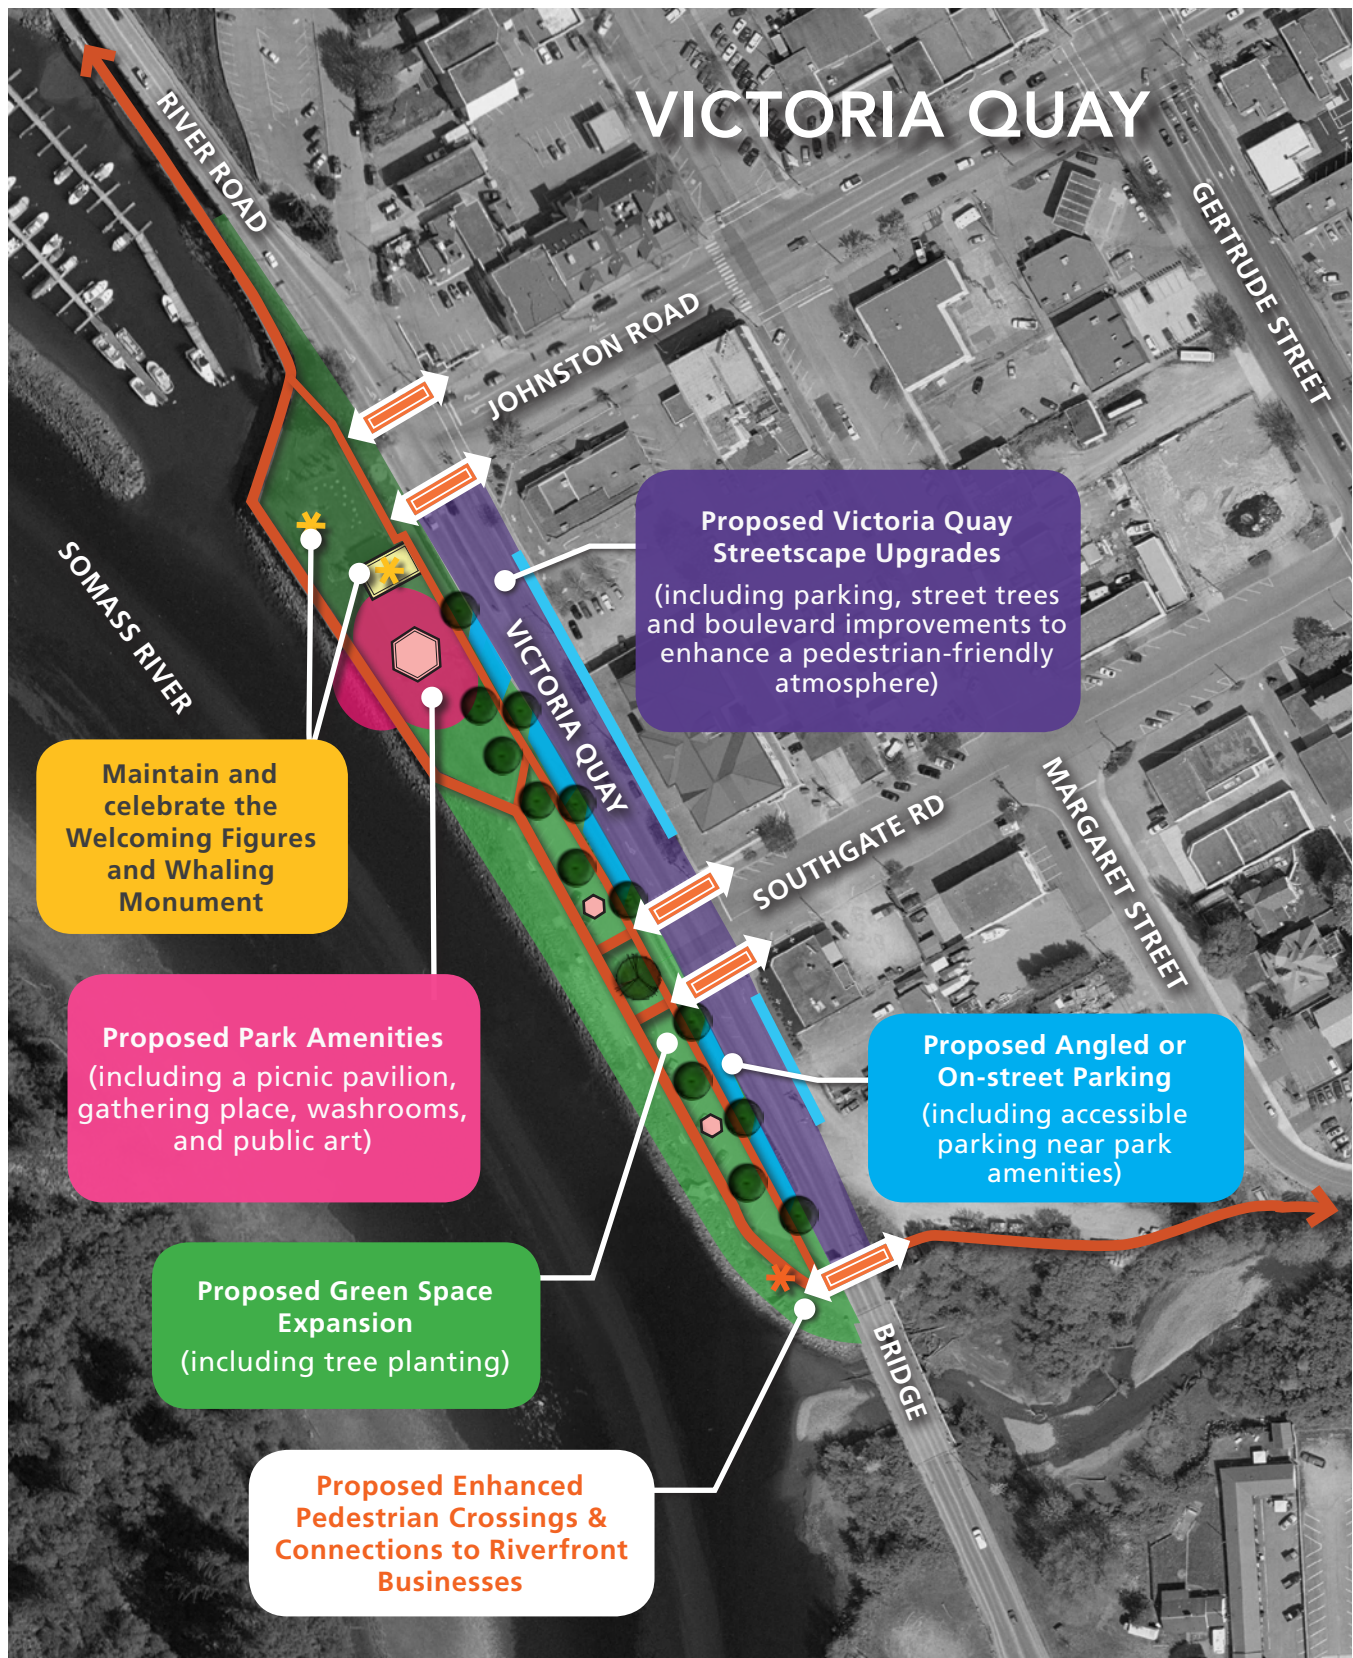 VICTORIA QUAY
RIVER ROAD
GERTRUDE STREET
JOHNSTON ROAD
Proposed Victoria Quay
Streetscape Upgrades
(including parking, street trees
and boulevard improvements to
enhance a pedestrian-friendly
atmosphere)
SOMASS RIVER
VICTORIA QUAY
Maintain and
celebrate the
Welcoming Figures
and Whaling
Monument
SOUTHGATE RD
MARGARET STREET
Proposed Park Amenities
(including a picnic pavilion,
gathering place, washrooms,
and public art)
Proposed Angled or
On-street Parking
(including accessible
parking near park
amenities)
Proposed Green Space
Expansion
(including tree planting)
BRIDGE
Proposed Enhanced
Pedestrian Crossings &
Connections to Riverfront
Businesses